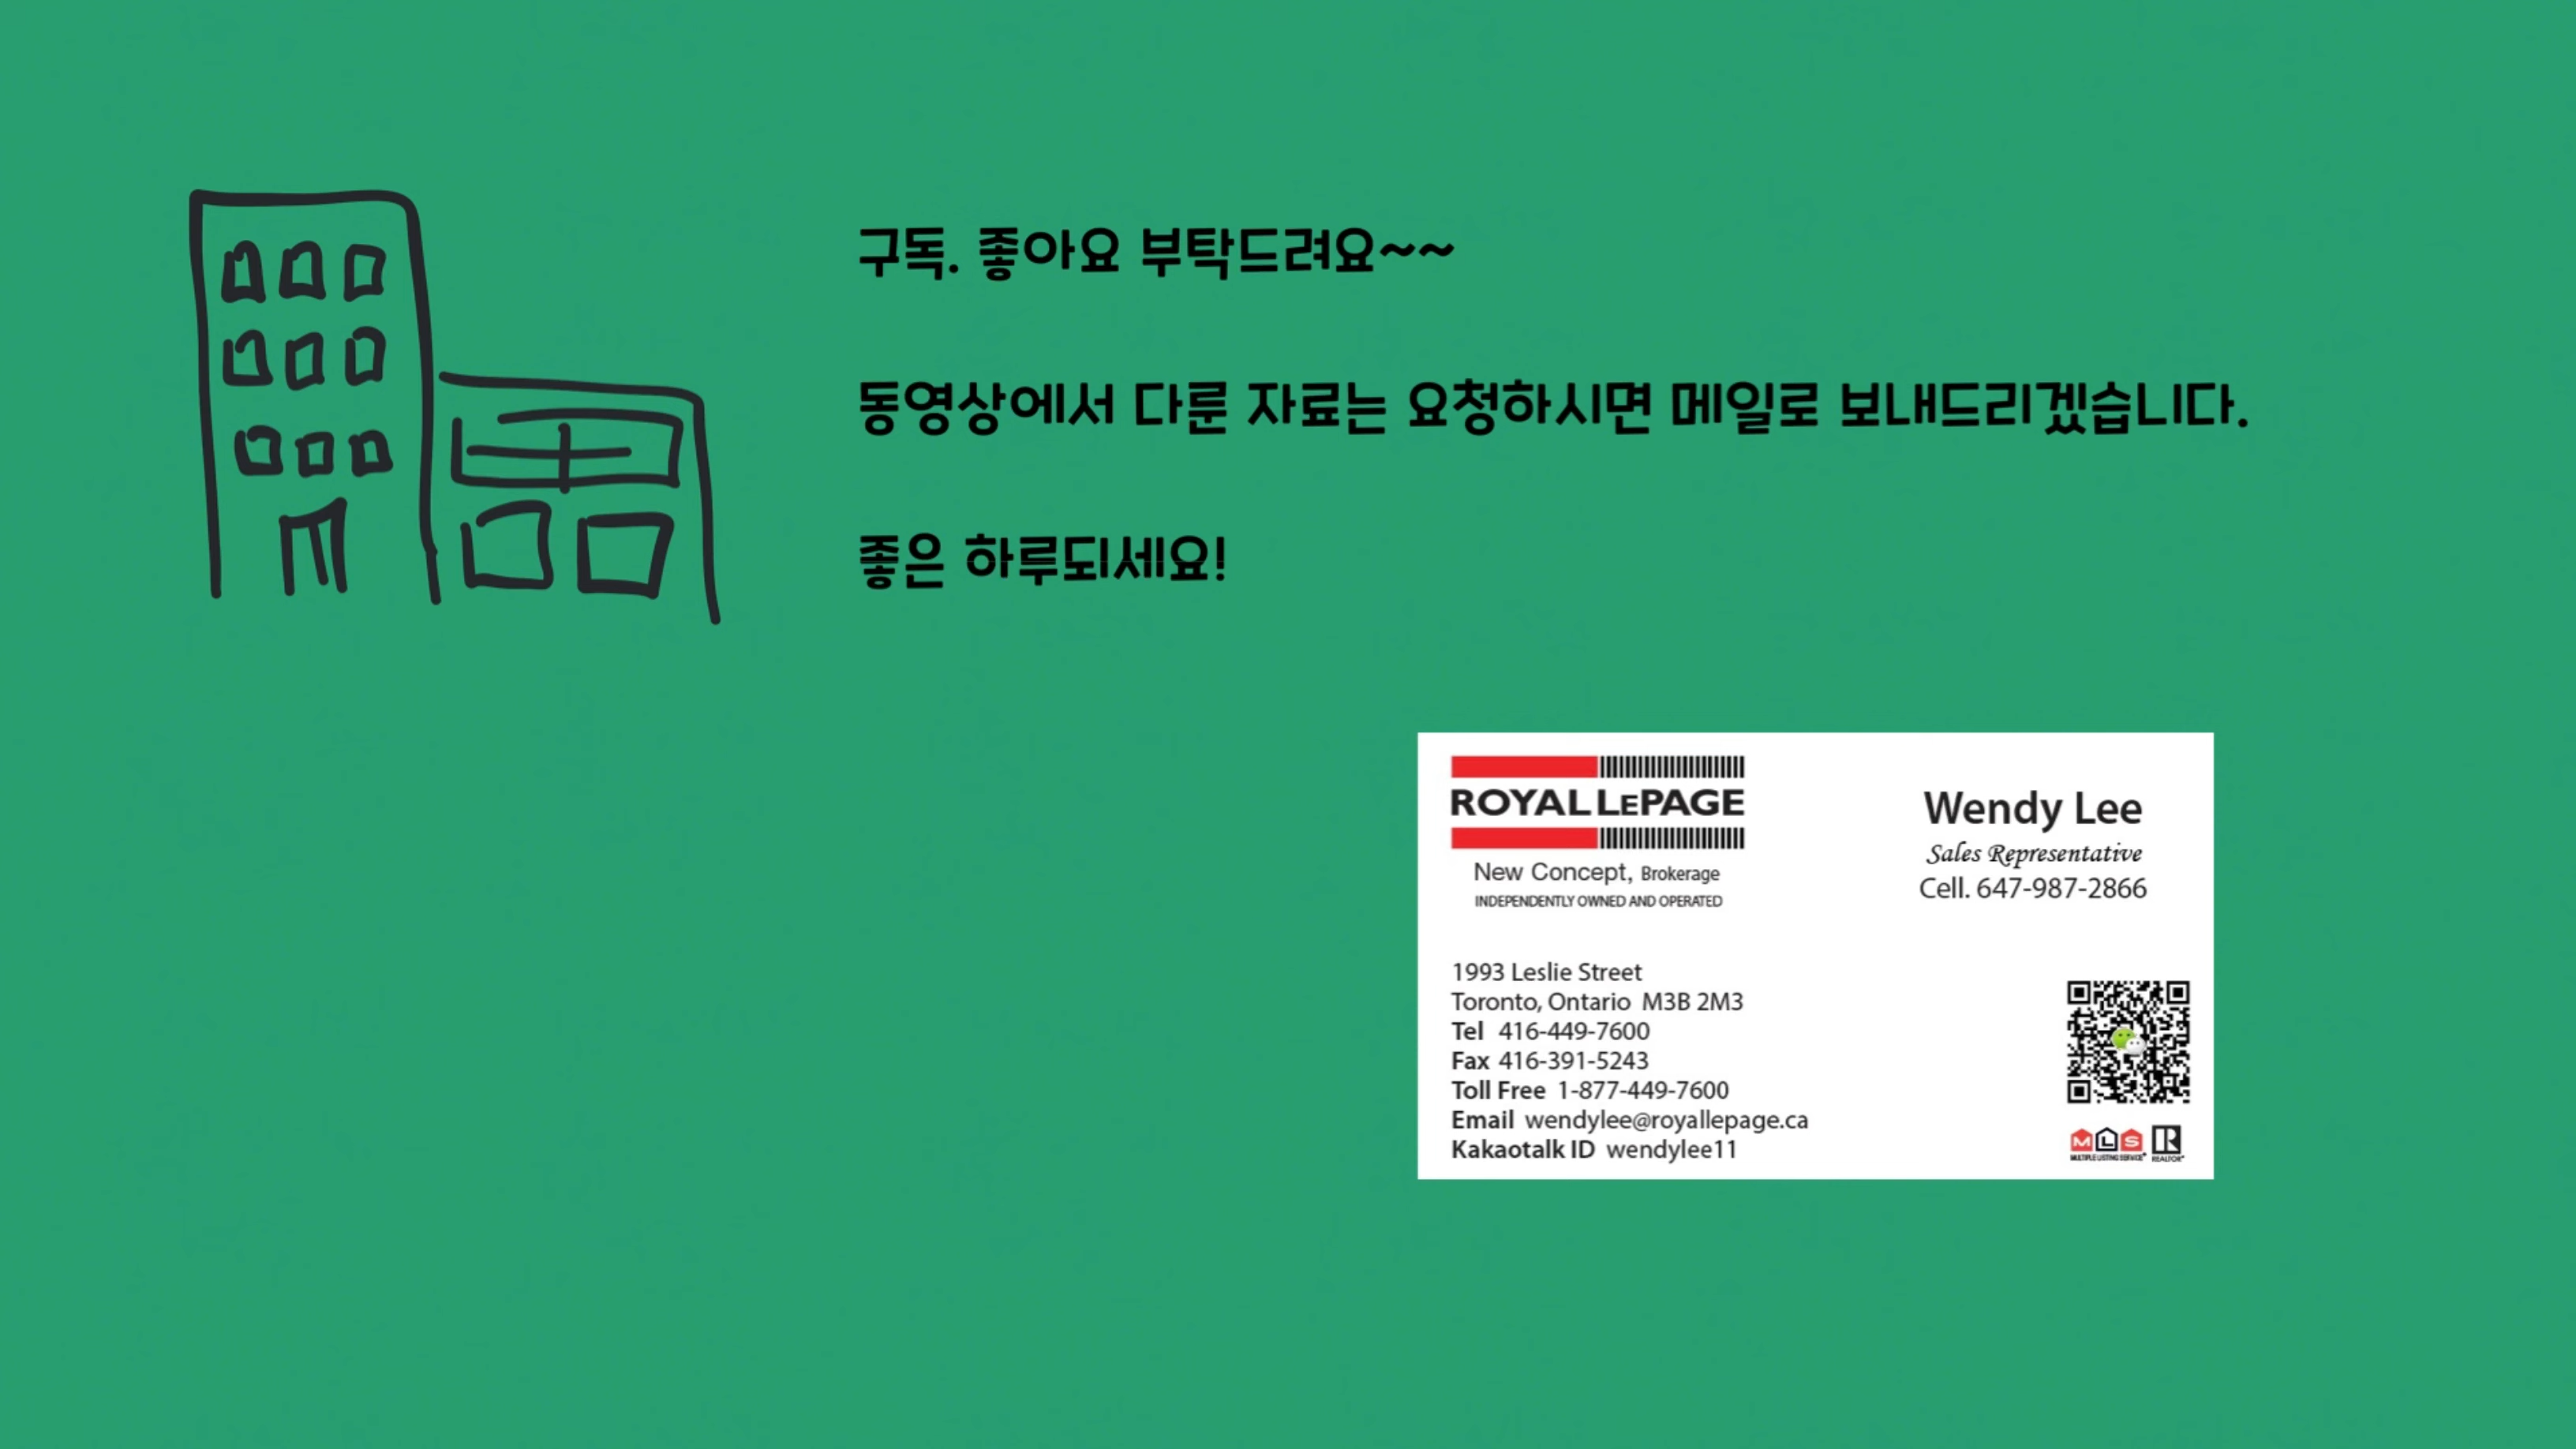 구독. 좋아요 부탁드려요~~
동영상에서 다룬 자료는 요청하시면 메일로 보내드리겠습니다.
좋은 하루되세요!
ROYAL LEPAGE
New Concept, Brokerage
INDEPENDENTLY OWNED AND OPERATED
Wendy Lee
Sales Representative
Cell. 647-987-2866
1993 Leslie Street
Toronto, Ontario M3B 2M3
Tel 416-449-7600
Fax 416-391-5243
Toll Free 1-877-449-7600
Email wendylee@royallepage.ca
Kakaotalk ID wendylee11
MLS R
MULTIPLE LISTING SERVICE® REALTOR®